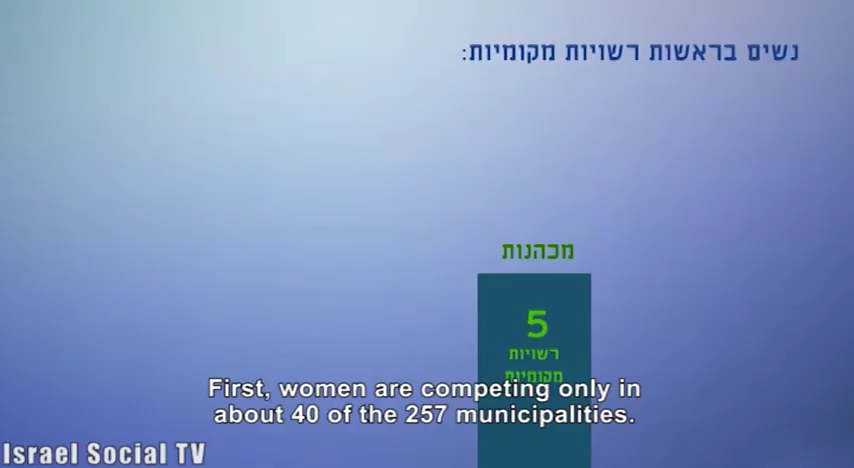 נשים בראשות רשויות מקומיות:
מכהנות
5
רשויות
מקומיות
First, women are competing only in
about 40 of the 257 municipalities.
Israel Social TV